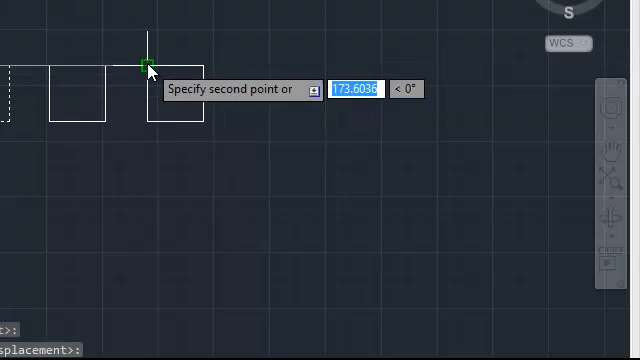 S
WCS
Specify second point or 173.6036 < 0°
t>:
splacement>: